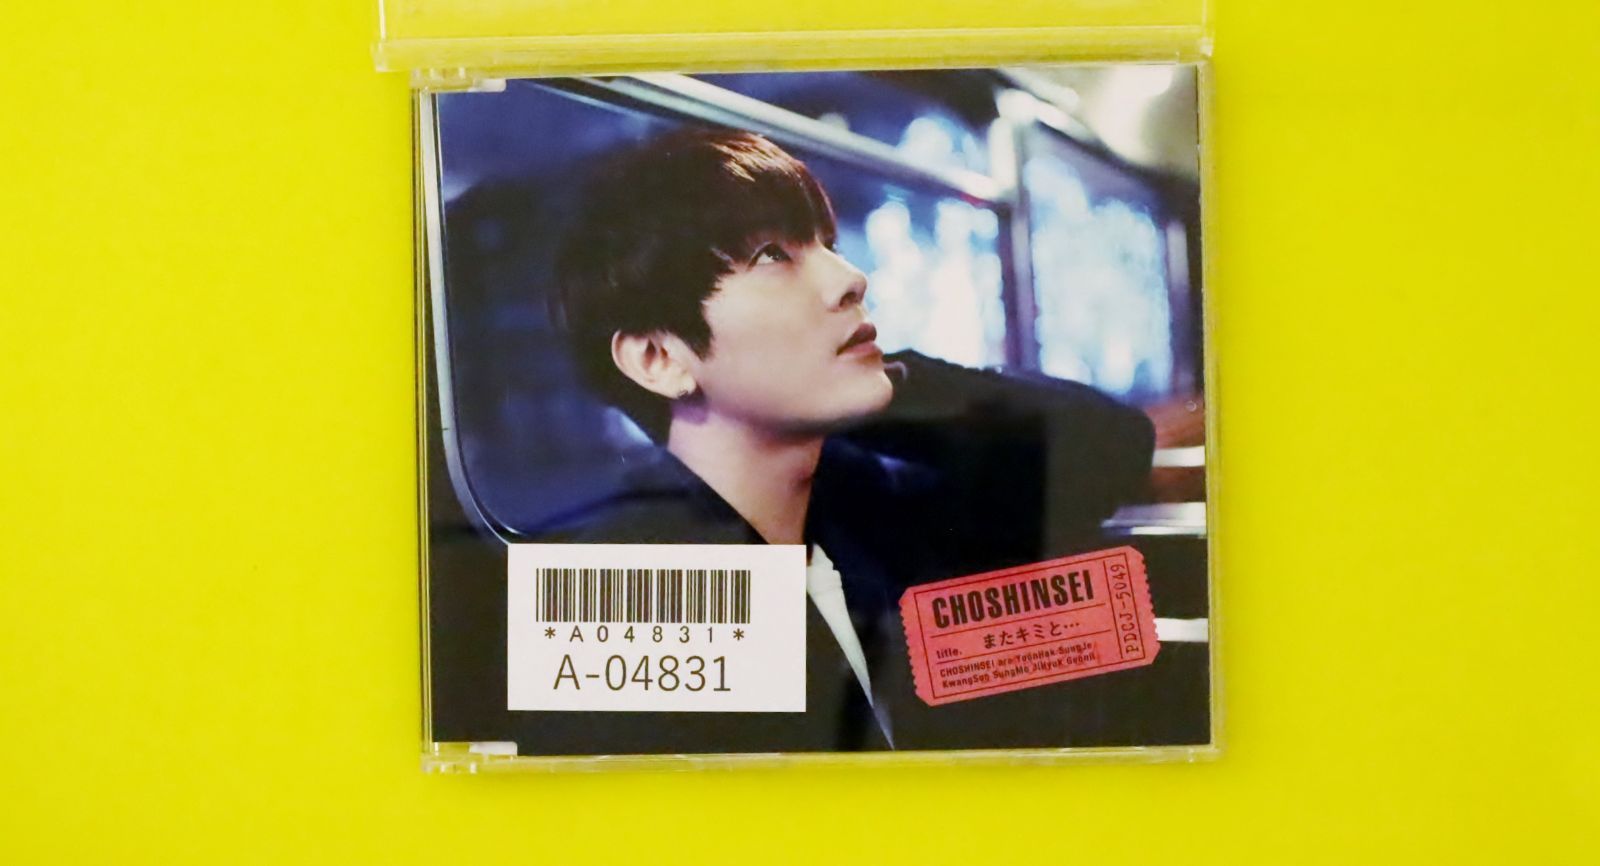 *A04831*
A-04831
CHOSHINSEI
title. またキミと…
CHOSHINSEI are YoonHak SungJe
KwangSoo SungMo JiHyuk GeonIl
PDCJ-5049